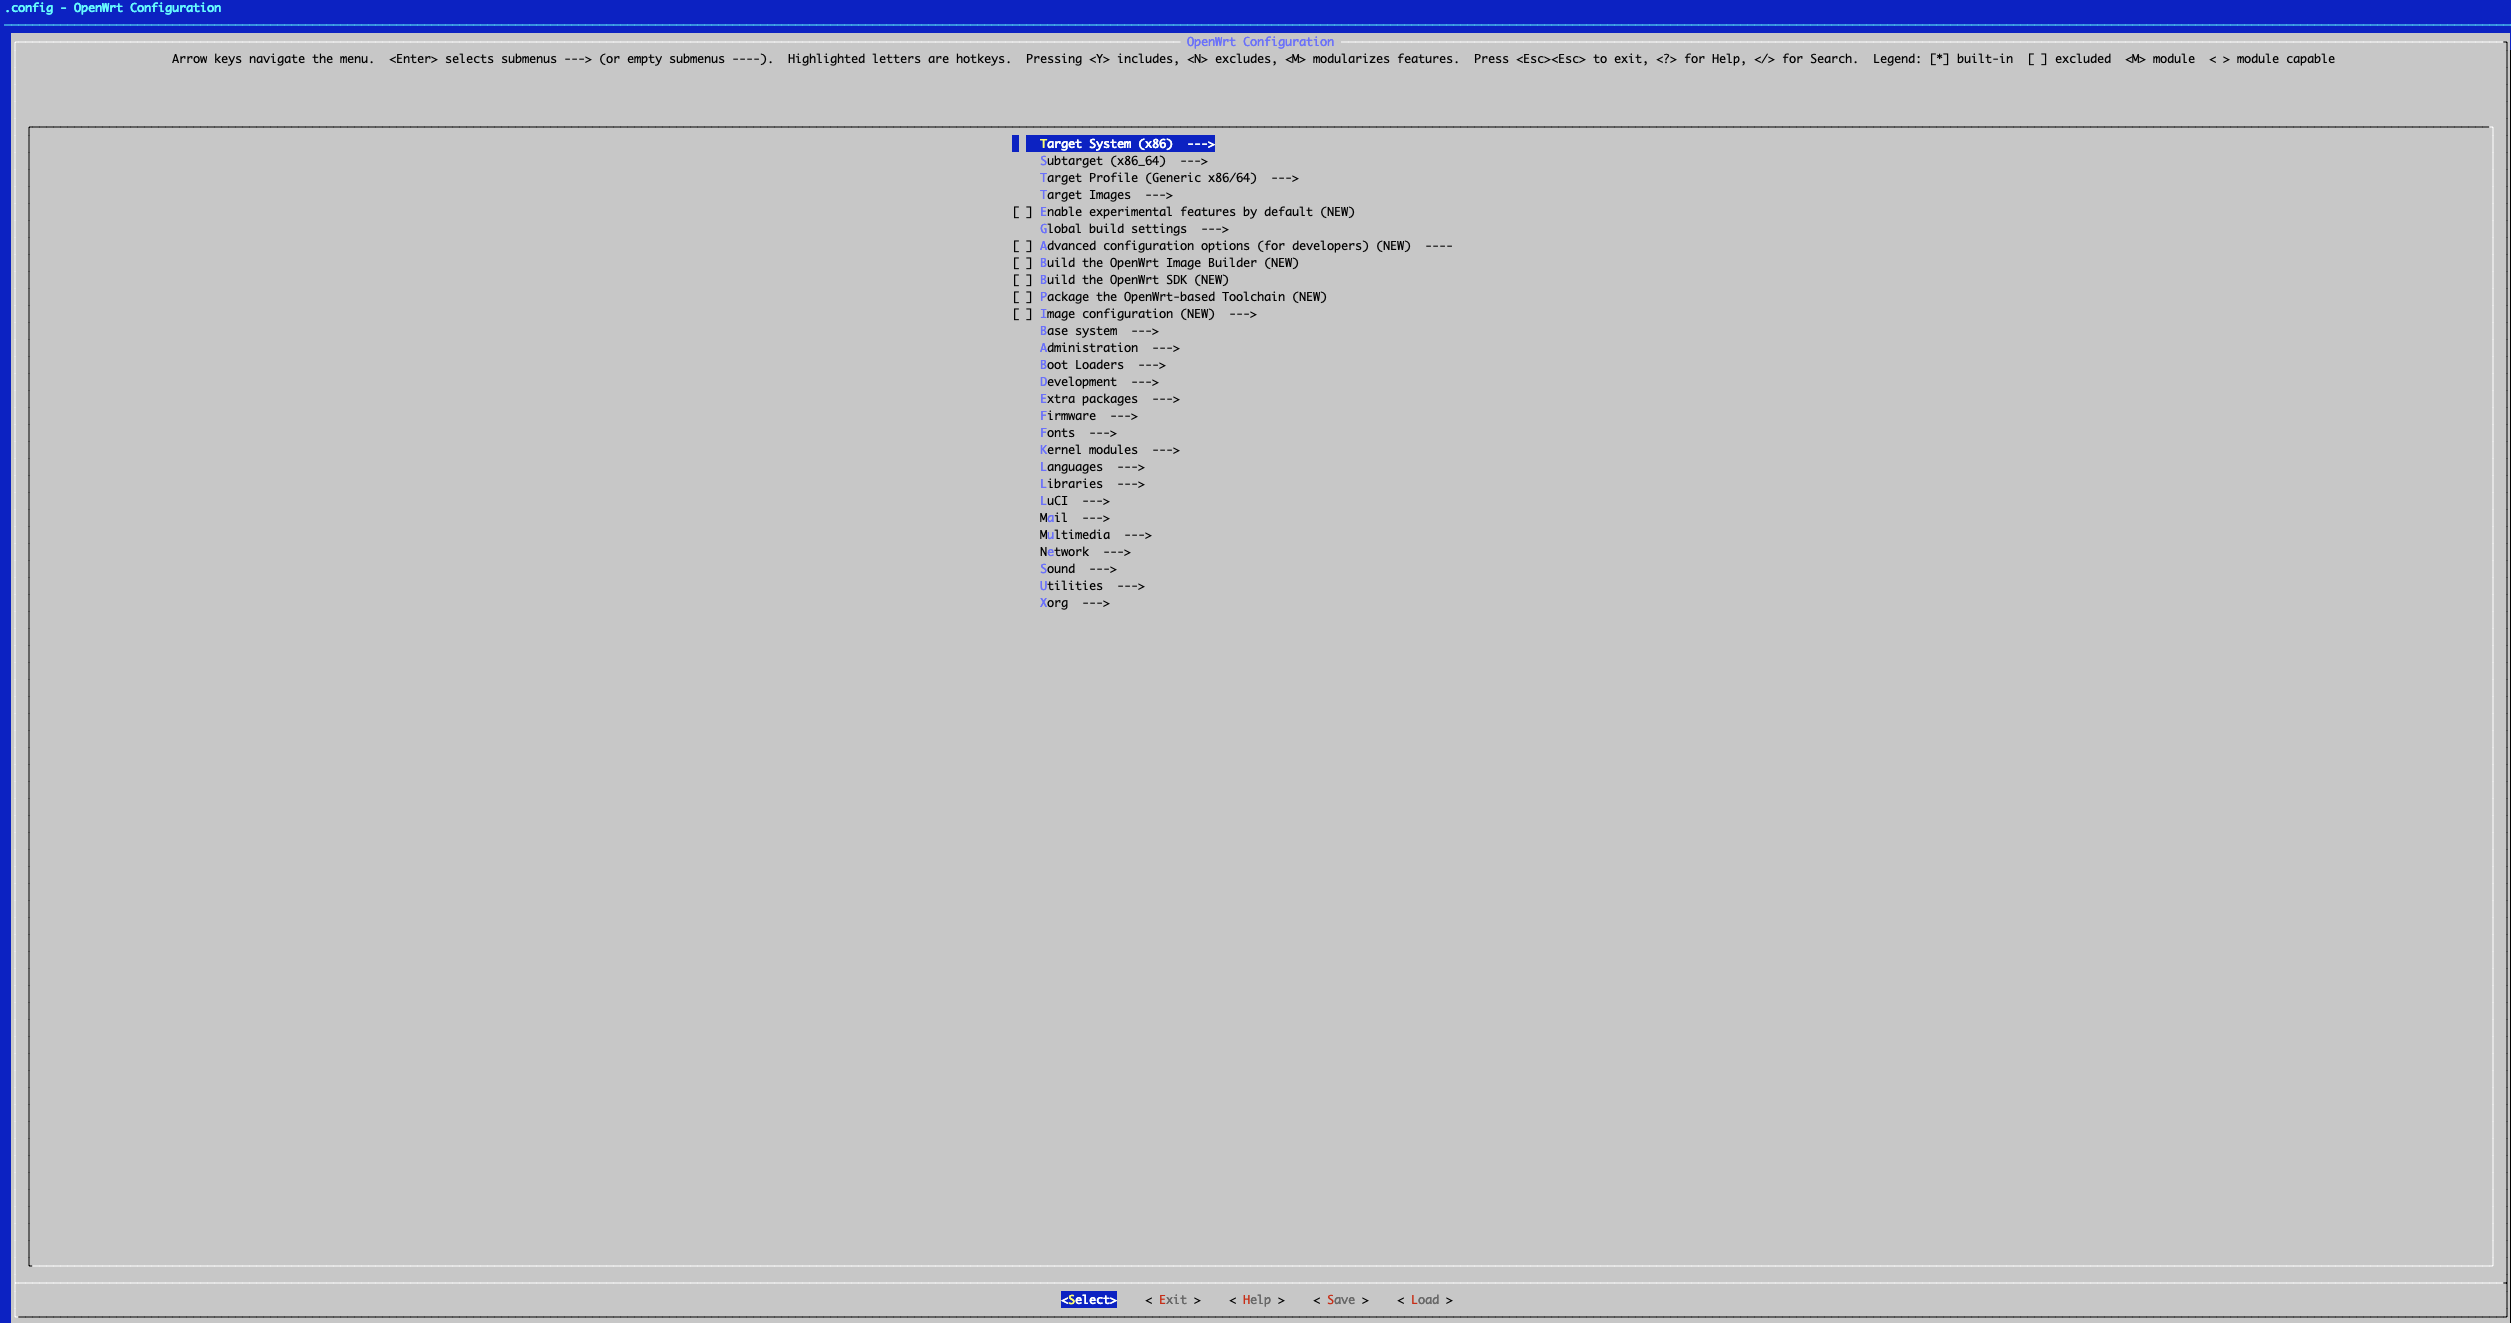 .config - OpenWrt Configuration
OpenWrt Configuration
Arrow keys navigate the menu.  <Enter> selects submenus ---> (or empty submenus ----).  Highlighted letters are hotkeys.  Pressing <Y> includes, <N> excludes, <M> modularizes features.  Press <Esc><Esc> to exit, <?> for Help, </> for Search.  Legend: [*] built-in  [ ] excluded  <M> module  < > module capable
Target System (x86)  --->
Subtarget (x86_64)  --->
Target Profile (Generic x86/64)  --->
Target Images  --->
[ ] Enable experimental features by default (NEW)
Global build settings  --->
[ ] Advanced configuration options (for developers) (NEW)  ----
[ ] Build the OpenWrt Image Builder (NEW)
[ ] Build the OpenWrt SDK (NEW)
[ ] Package the OpenWrt-based Toolchain (NEW)
[ ] Image configuration (NEW)  --->
Base system  --->
Administration  --->
Boot Loaders  --->
Development  --->
Extra packages  --->
Firmware  --->
Fonts  --->
Kernel modules  --->
Languages  --->
Libraries  --->
LuCI  --->
Mail  --->
Multimedia  --->
Network  --->
Sound  --->
Utilities  --->
Xorg  --->
<Select>    < Exit >    < Help >    < Save >    < Load >